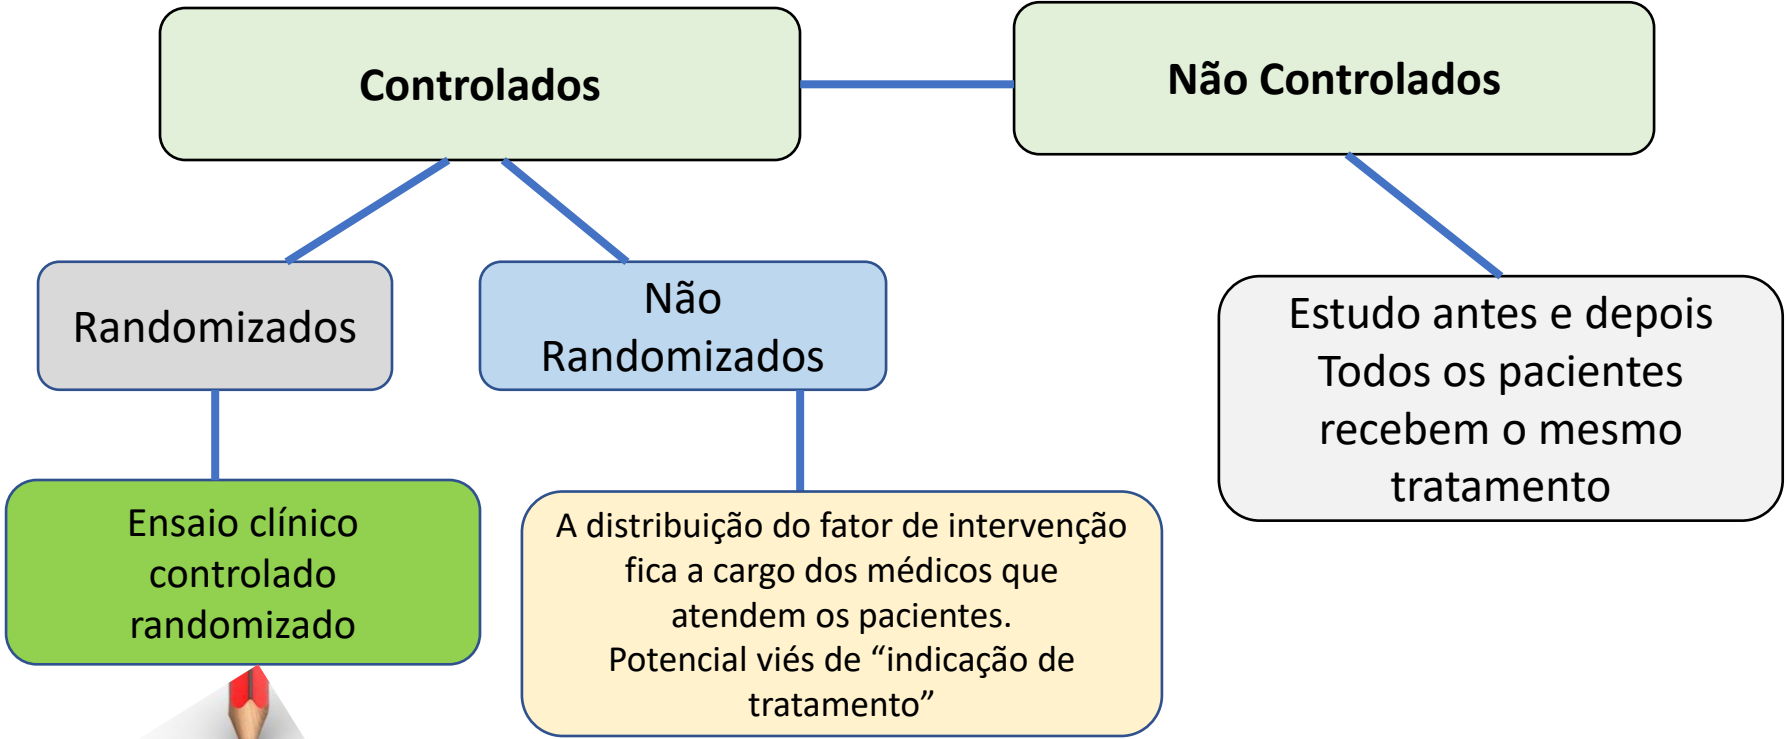 Controlados
Não Controlados
Randomizados
Não
Randomizados
Estudo antes e depois
Todos os pacientes
recebem o mesmo
tratamento
Ensaio clínico
controlado
randomizado
A distribuição do fator de intervenção
fica a cargo dos médicos que
atendem os pacientes.
Potencial viés de “indicação de
tratamento”